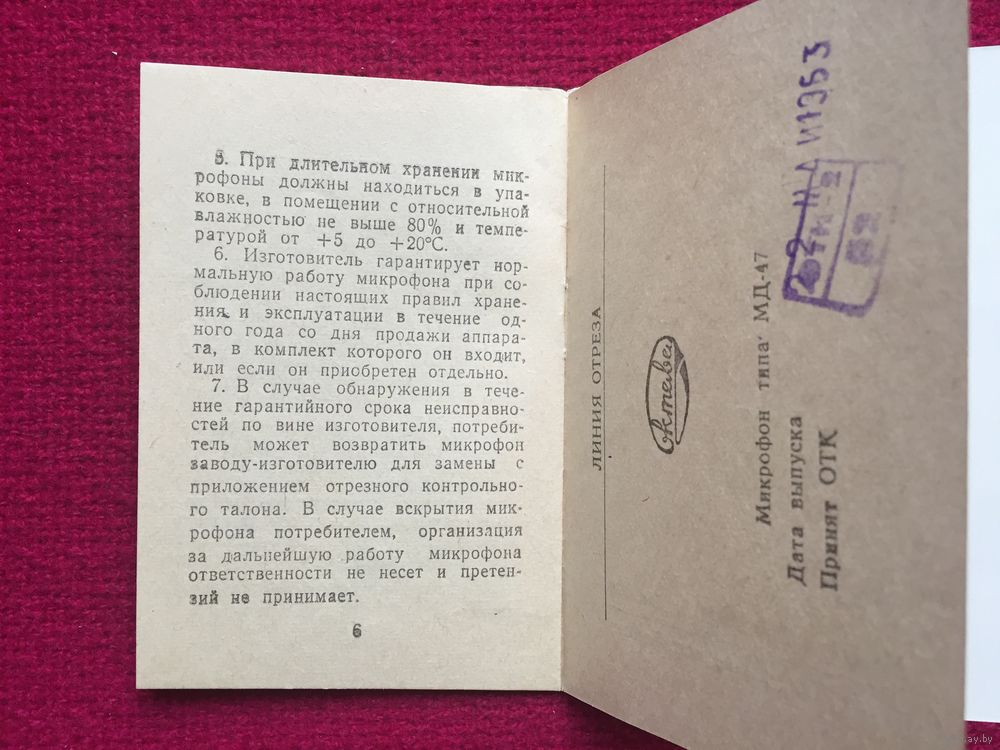 5. При длительном хранении мик-
рофоны должны находиться в упа-
ковке, в помещении с относительной
влажностью не выше 80% и темпе-
ратурой от +5 до +20°С.
6. Изготовитель гарантирует нор-
мальную работу микрофона при со-
блюдении настоящих правил хране-
ния и эксплуатации в течение од-
ного года со дня продажи аппара-
та, в комплект которого он входит,
или если он приобретен отдельно.
7. В случае обнаружения в тече-
ние гарантийного срока неисправно-
стей по вине изготовителя, потреби-
тель может возвратить микрофон
заводу-изготовителю для замены с
приложением отрезного контрольно-
го талона. В случае вскрытия мик-
рофона потребителем, организация
за дальнейшую работу микрофона
ответственности не несет и претен-
зий не принимает.
6
ЛИНИЯ ОТРЕЗА
Октава
Микрофон типа МД-47
Дата выпуска
Принят ОТК